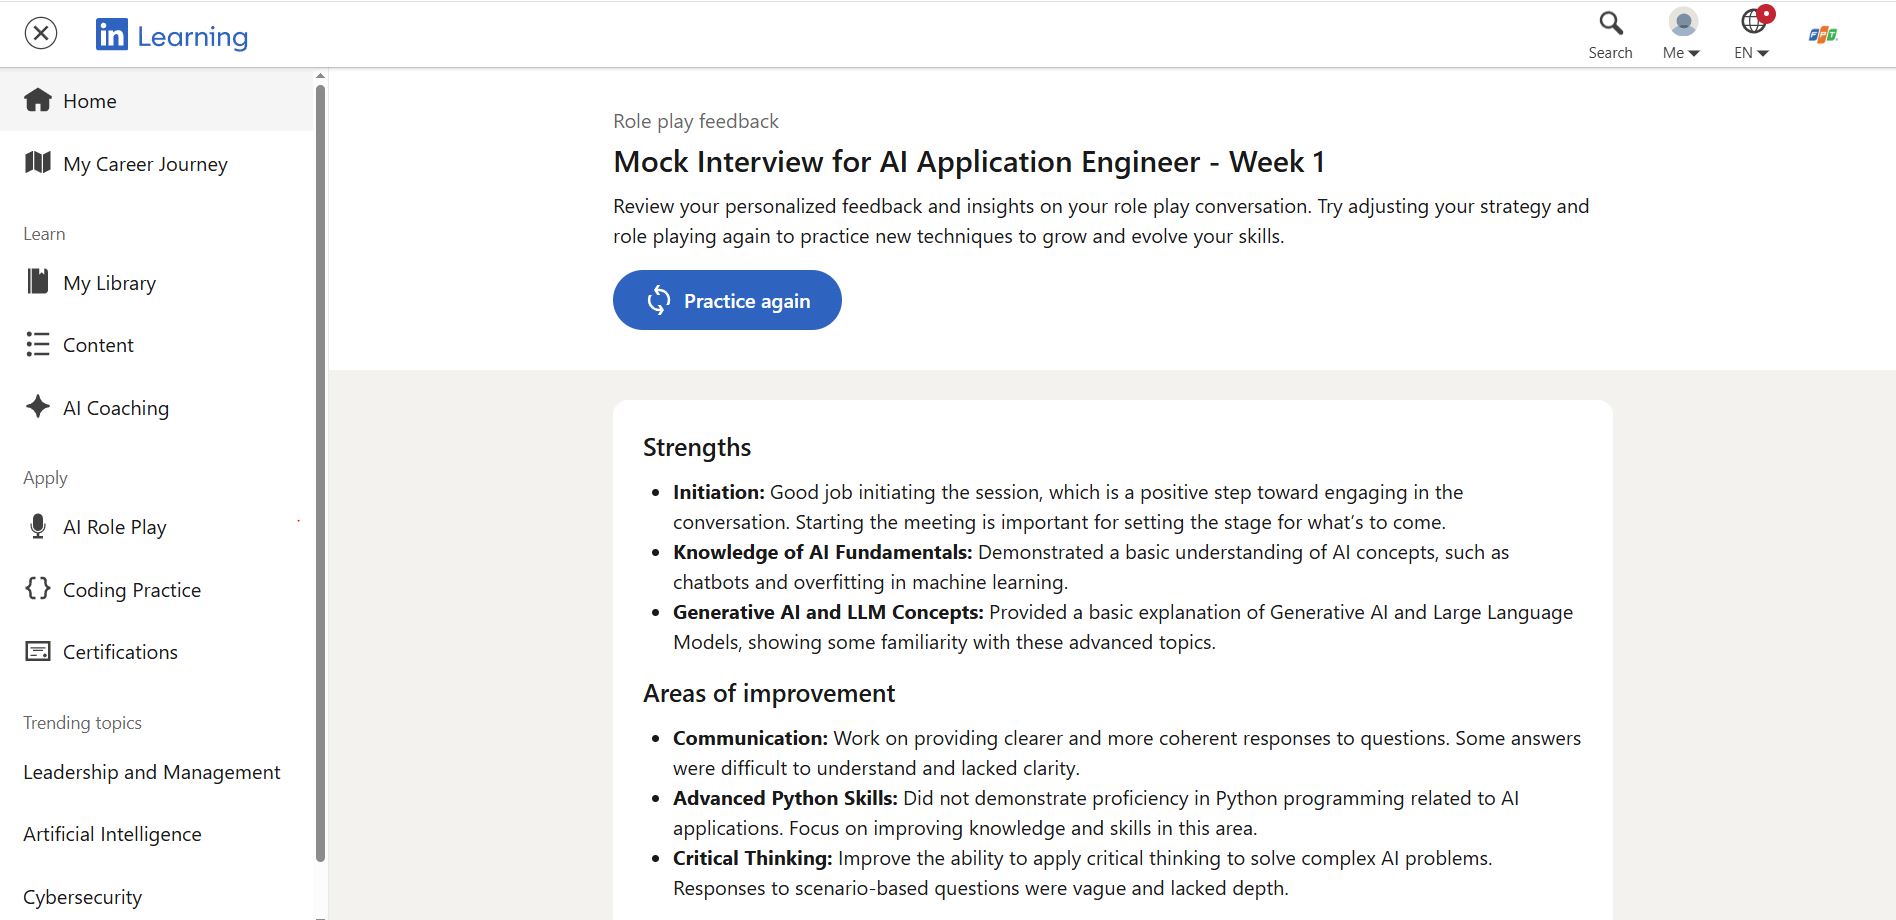 in Learning
Search
Me
EN
FPT
Home
My Career Journey
Learn
My Library
Content
AI Coaching
Apply
AI Role Play
Coding Practice
Certifications
Trending topics
Leadership and Management
Artificial Intelligence
Cybersecurity
Role play feedback
Mock Interview for AI Application Engineer - Week 1
Review your personalized feedback and insights on your role play conversation. Try adjusting your strategy and
role playing again to practice new techniques to grow and evolve your skills.
Practice again
Strengths
• Initiation: Good job initiating the session, which is a positive step toward engaging in the
conversation. Starting the meeting is important for setting the stage for what's to come.
• Knowledge of AI Fundamentals: Demonstrated a basic understanding of AI concepts, such as
chatbots and overfitting in machine learning.
• Generative AI and LLM Concepts: Provided a basic explanation of Generative AI and Large Language
Models, showing some familiarity with these advanced topics.
Areas of improvement
• Communication: Work on providing clearer and more coherent responses to questions. Some answers
were difficult to understand and lacked clarity.
• Advanced Python Skills: Did not demonstrate proficiency in Python programming related to AI
applications. Focus on improving knowledge and skills in this area.
• Critical Thinking: Improve the ability to apply critical thinking to solve complex AI problems.
Responses to scenario-based questions were vague and lacked depth.